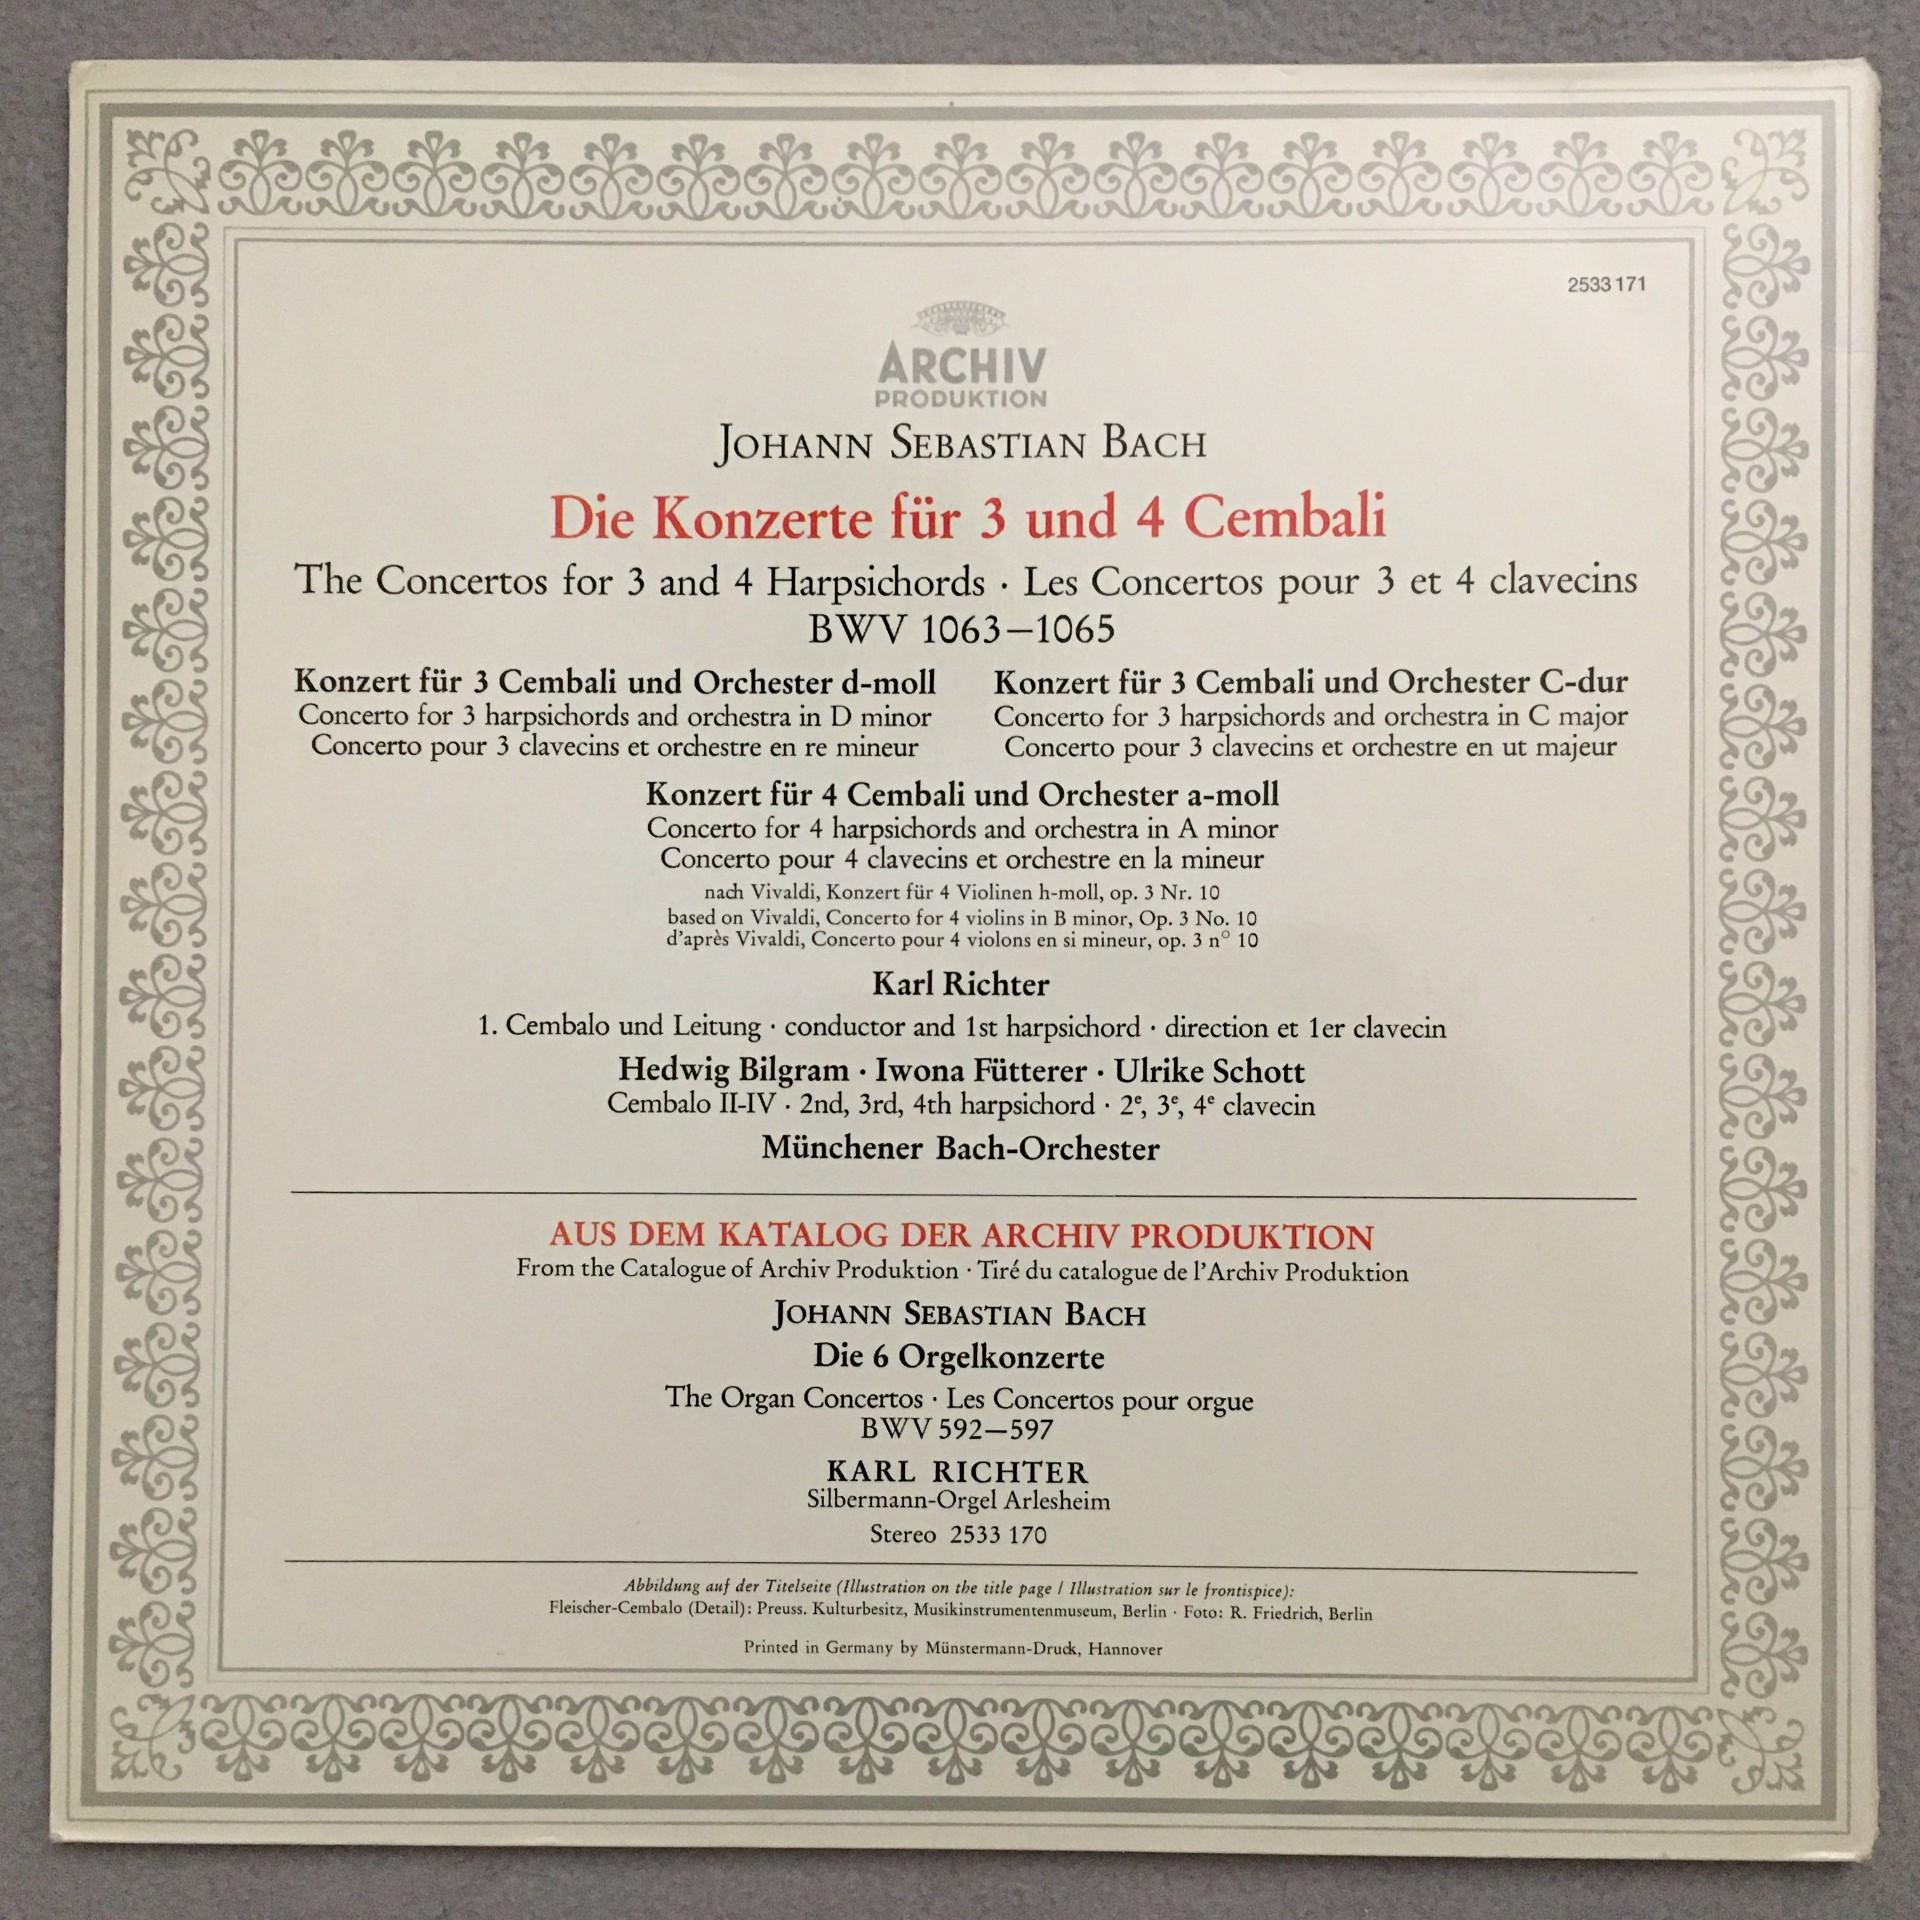 2533 171
ARCHIV
PRODUKTION
JOHANN SEBASTIAN BACH
Die Konzerte für 3 und 4 Cembali
The Concertos for 3 and 4 Harpsichords · Les Concertos pour 3 et 4 clavecins
BWV 1063–1065
Konzert für 3 Cembali und Orchester d-moll
Concerto for 3 harpsichords and orchestra in D minor
Concerto pour 3 clavecins et orchestre en re mineur
Konzert für 3 Cembali und Orchester C-dur
Concerto for 3 harpsichords and orchestra in C major
Concerto pour 3 clavecins et orchestre en ut majeur
Konzert für 4 Cembali und Orchester a-moll
Concerto for 4 harpsichords and orchestra in A minor
Concerto pour 4 clavecins et orchestre en la mineur
nach Vivaldi, Konzert für 4 Violinen h-moll, op. 3 Nr. 10
based on Vivaldi, Concerto for 4 violins in B minor, Op. 3 No. 10
d'après Vivaldi, Concerto pour 4 violons en si mineur, op. 3 n° 10
Karl Richter
1. Cembalo und Leitung · conductor and 1st harpsichord · direction et 1er clavecin
Hedwig Bilgram · Iwona Fütterer · Ulrike Schott
Cembalo II-IV · 2nd, 3rd, 4th harpsichord · 2e, 3e, 4e clavecin
Münchener Bach-Orchester
AUS DEM KATALOG DER ARCHIV PRODUKTION
From the Catalogue of Archiv Produktion · Tiré du catalogue de l'Archiv Produktion
JOHANN SEBASTIAN BACH
Die 6 Orgelkonzerte
The Organ Concertos · Les Concertos pour orgue
BWV 592—597
KARL RICHTER
Silbermann-Orgel Arlesheim
Stereo 2533 170
Abbildung auf der Titelseite (Illustration on the title page / Illustration sur le frontispice):
Fleischer-Cembalo (Detail): Preuss. Kulturbesitz, Musikinstrumentenmuseum, Berlin · Foto: R. Friedrich, Berlin
Printed in Germany by Münstermann-Druck, Hannover